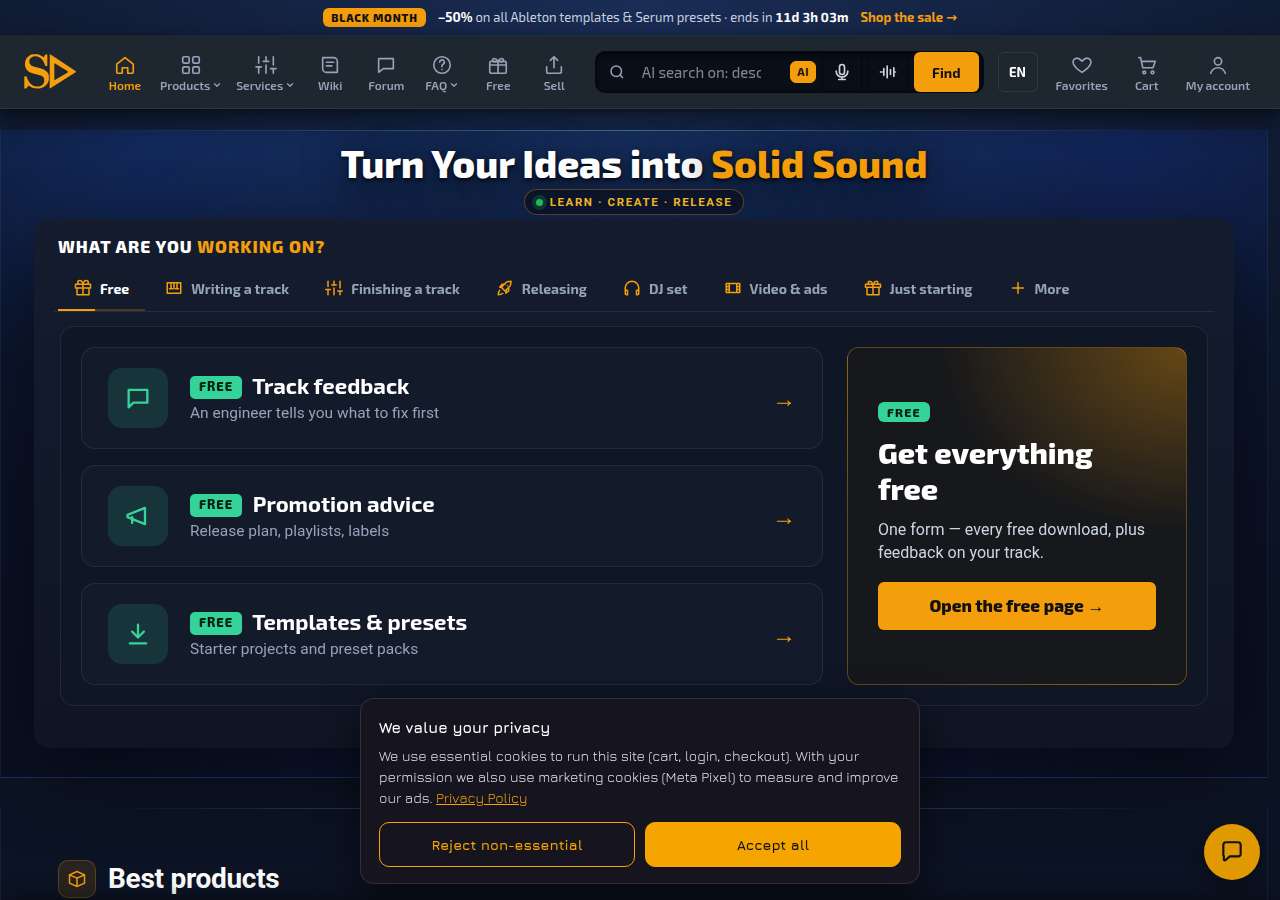 BLACK MONTH –50% on all Ableton templates & Serum presets · ends in 11d 3h 03m Shop the sale →
Home Products Services Wiki Forum FAQ Free Sell
AI search on: desc AI Find EN
Favorites Cart My account
Turn Your Ideas into Solid Sound
LEARN · CREATE · RELEASE
WHAT ARE YOU WORKING ON?
Free Writing a track Finishing a track Releasing DJ set Video & ads Just starting More
FREE Track feedback
An engineer tells you what to fix first
→
FREE Promotion advice
Release plan, playlists, labels
→
FREE Templates & presets
Starter projects and preset packs
→
FREE
Get everything
free
One form — every free download, plus
feedback on your track.
Open the free page →
We value your privacy
We use essential cookies to run this site (cart, login, checkout). With your
permission we also use marketing cookies (Meta Pixel) to measure and improve
our ads. Privacy Policy
Reject non-essential Accept all
Best products